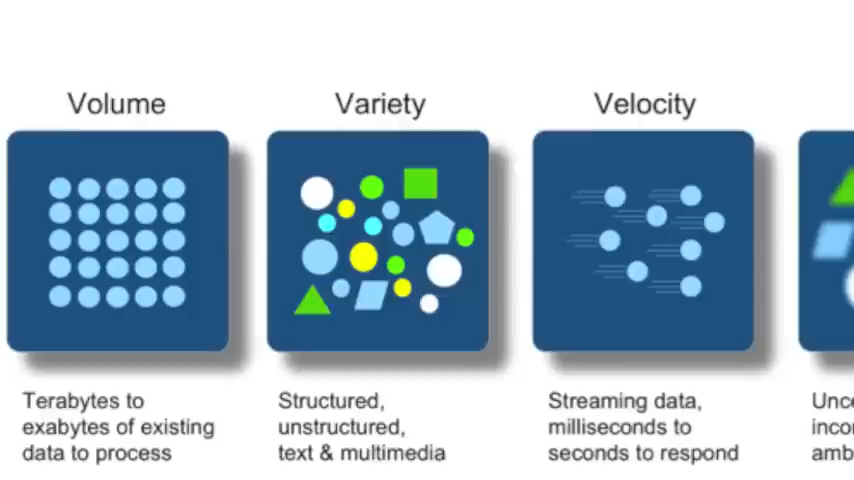 Volume
Variety
Velocity
Terabytes to
exabytes of existing
data to process
Structured,
unstructured,
text & multimedia
Streaming data,
milliseconds to
seconds to respond